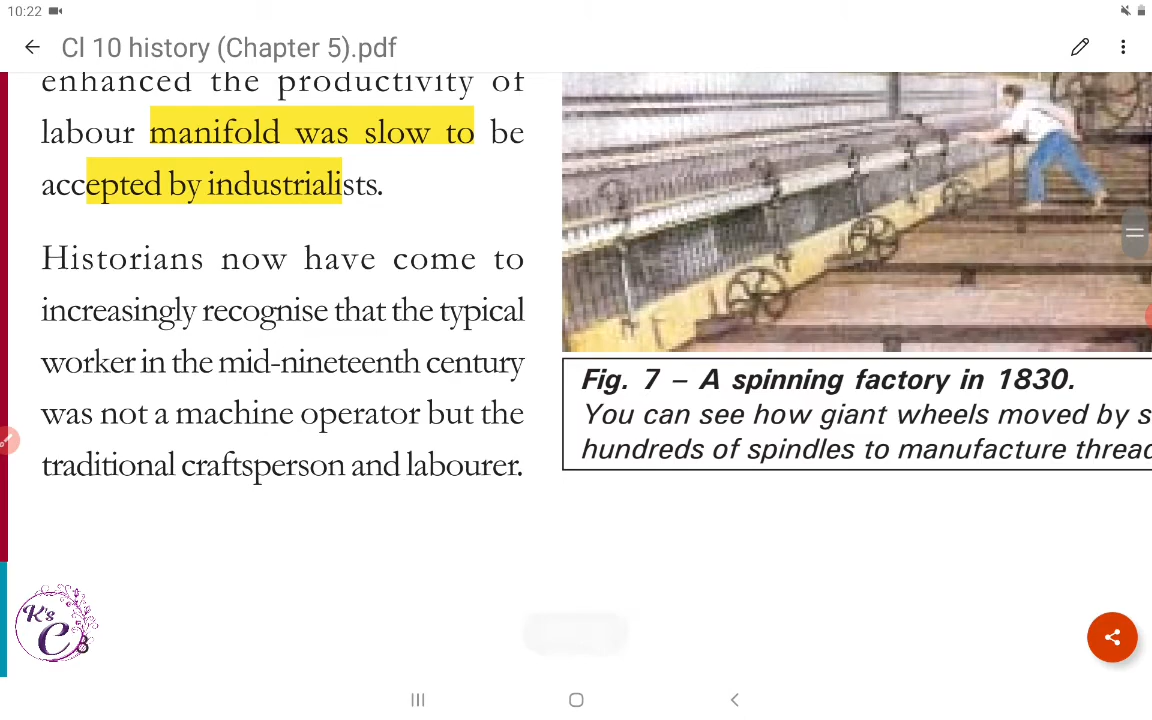 10:22
Cl 10 history (Chapter 5).pdf
enhanced the productivity of
labour manifold was slow to be
accepted by industrialists.
Historians now have come to
increasingly recognise that the typical
worker in the mid-nineteenth century
was not a machine operator but the
traditional craftsperson and labourer.
Fig. 7 – A spinning factory in 1830.
You can see how giant wheels moved by s
hundreds of spindles to manufacture thread
K's
C